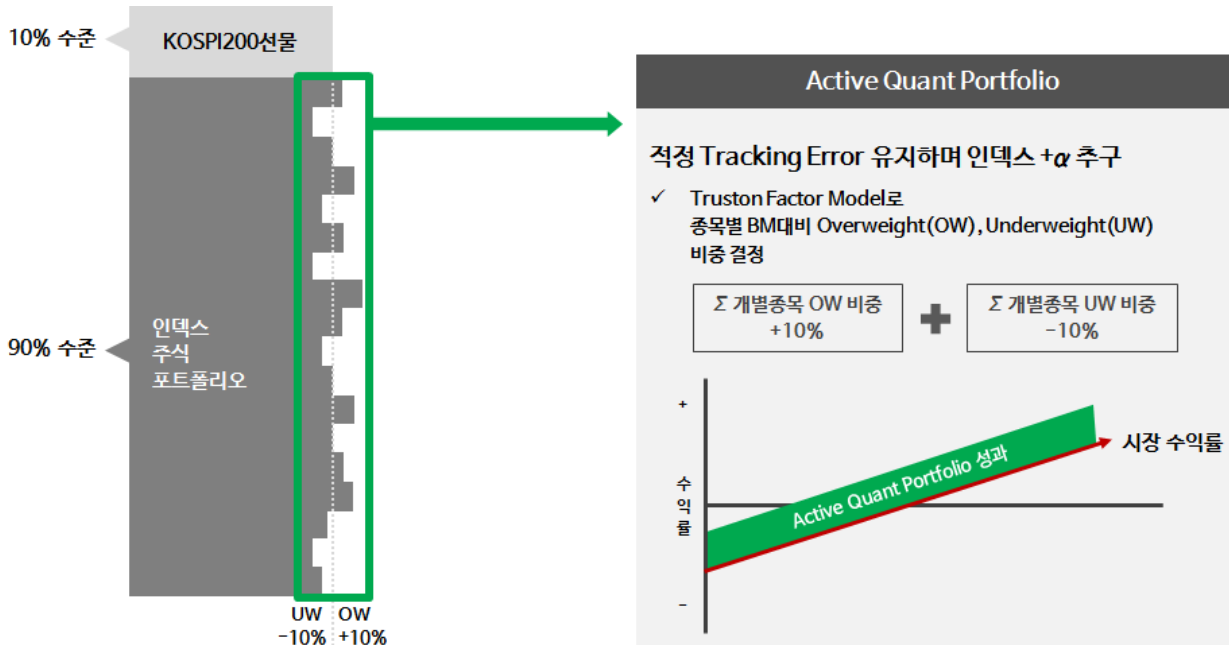 10% 수준
KOSPI200선물
90% 수준
인덱스
주식
포트폴리오
UW OW
-10% +10%
Active Quant Portfolio
적정 Tracking Error 유지하며 인덱스 +α 추구
✓ Truston Factor Model로
종목별 BM대비 Overweight(OW), Underweight(UW)
비중 결정
Σ 개별종목 OW 비중
+10%
+
Σ 개별종목 UW 비중
-10%
+
수
익
률
-
Active Quant Portfolio 성과
시장 수익률